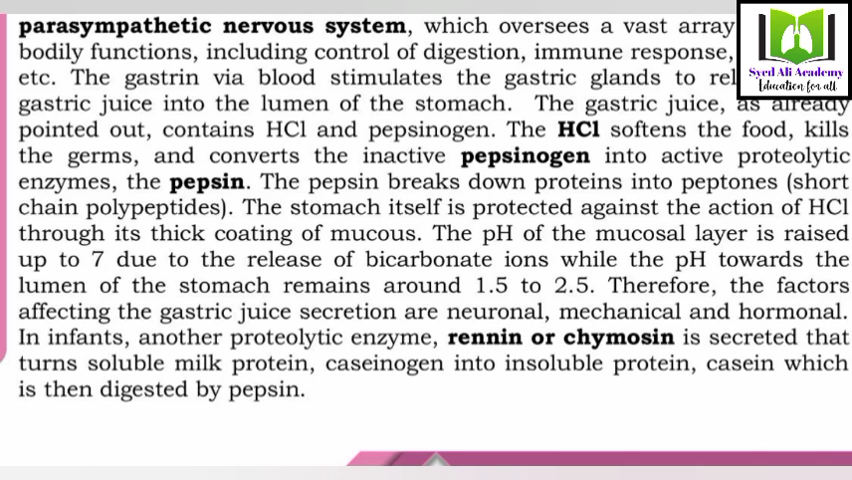 parasympathetic nervous system, which oversees a vast array
bodily functions, including control of digestion, immune response,
etc. The gastrin via blood stimulates the gastric glands to rel
gastric juice into the lumen of the stomach. The gastric juice, as already
pointed out, contains HCl and pepsinogen. The HCl softens the food, kills
the germs, and converts the inactive pepsinogen into active proteolytic
enzymes, the pepsin. The pepsin breaks down proteins into peptones (short
chain polypeptides). The stomach itself is protected against the action of HCl
through its thick coating of mucous. The pH of the mucosal layer is raised
up to 7 due to the release of bicarbonate ions while the pH towards the
lumen of the stomach remains around 1.5 to 2.5. Therefore, the factors
affecting the gastric juice secretion are neuronal, mechanical and hormonal.
In infants, another proteolytic enzyme, rennin or chymosin is secreted that
turns soluble milk protein, caseinogen into insoluble protein, casein which
is then digested by pepsin.
Syed Ali Academy
Education for all